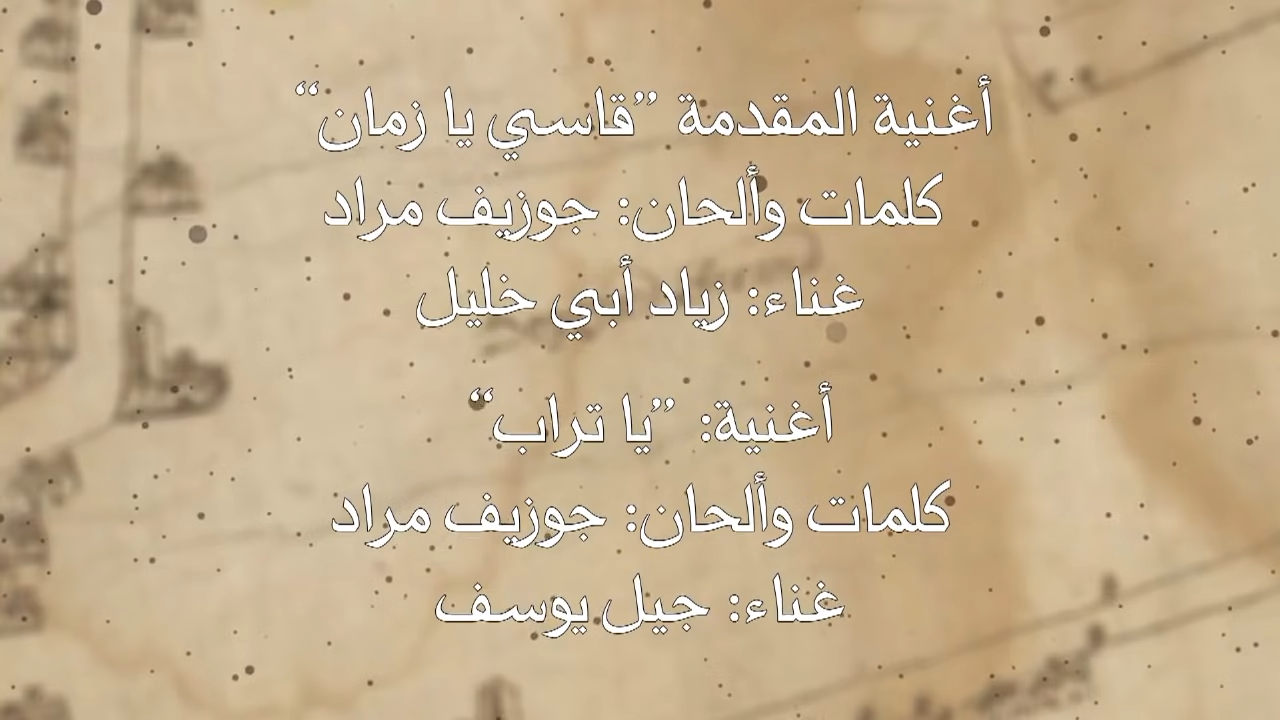 أغنية المقدمة ”قاسي يا زمان“
كلمات وألحان: جوزيف مراد
غناء: زياد أبي خليل
أغنية: ”يا تراب“
كلمات وألحان: جوزيف مراد
غناء: جيل يوسف